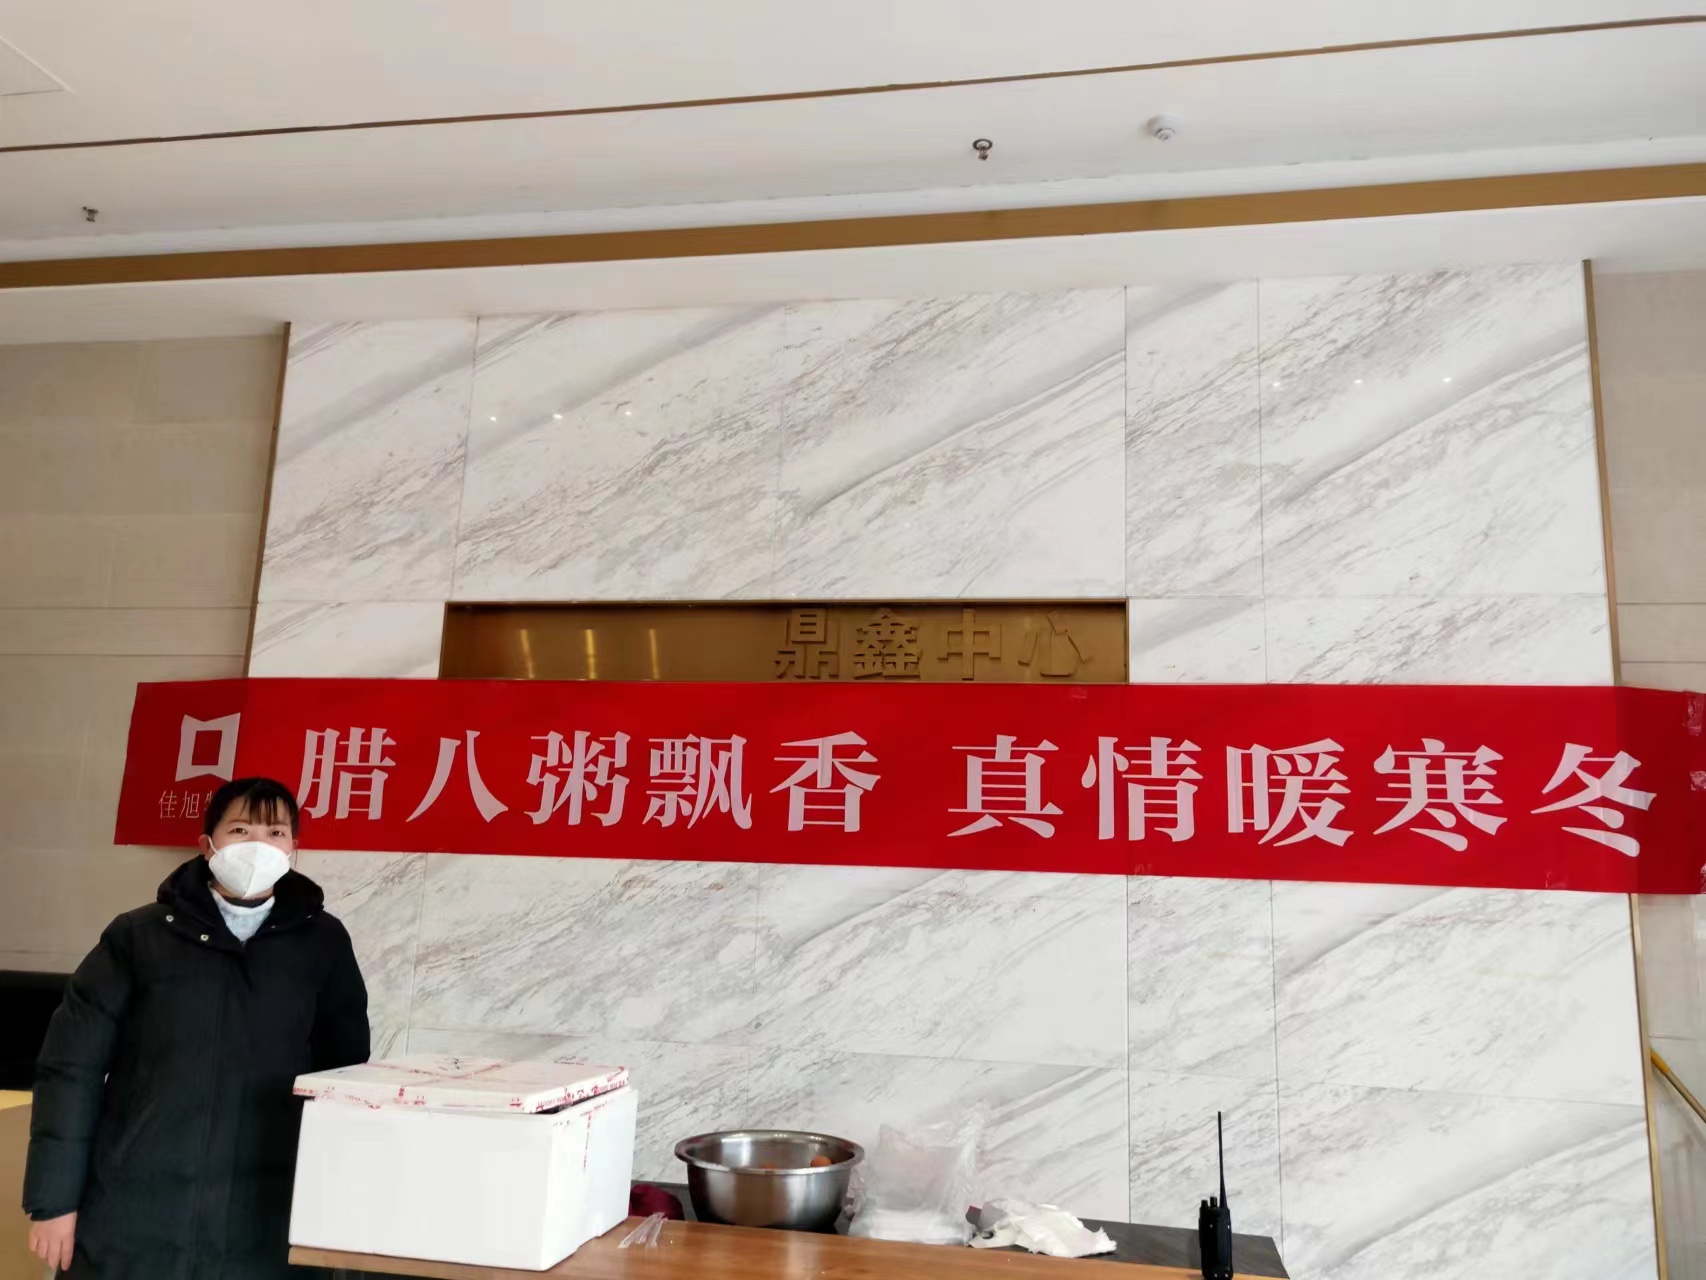 鼎鑫中心
腊八粥飘香 真情暖寒冬
佳旭